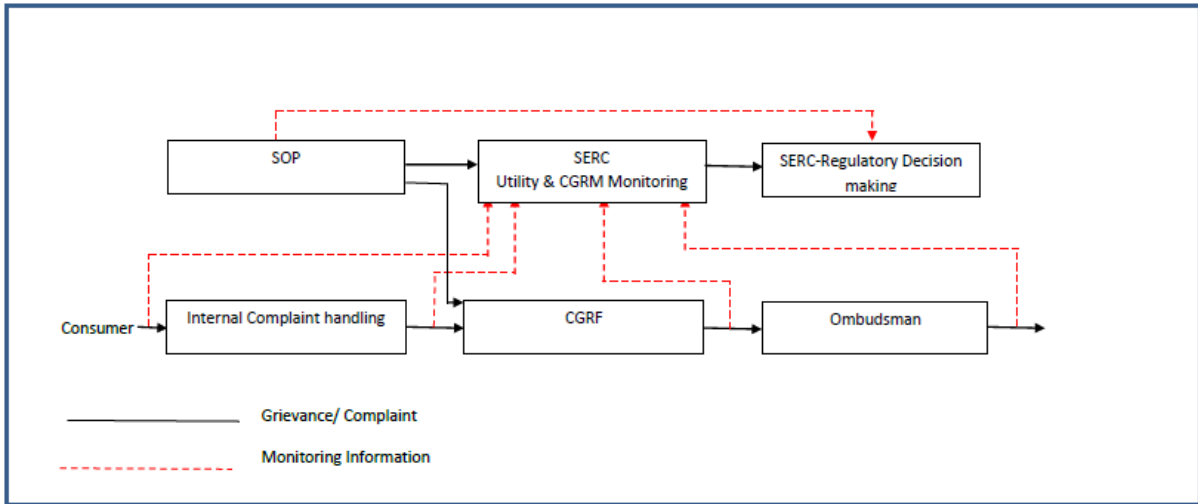 SOP
SERC
Utility & CGRM Monitoring
SERC-Regulatory Decision
making
Consumer
Internal Complaint handling
CGRF
Ombudsman
Grievance/ Complaint
Monitoring Information